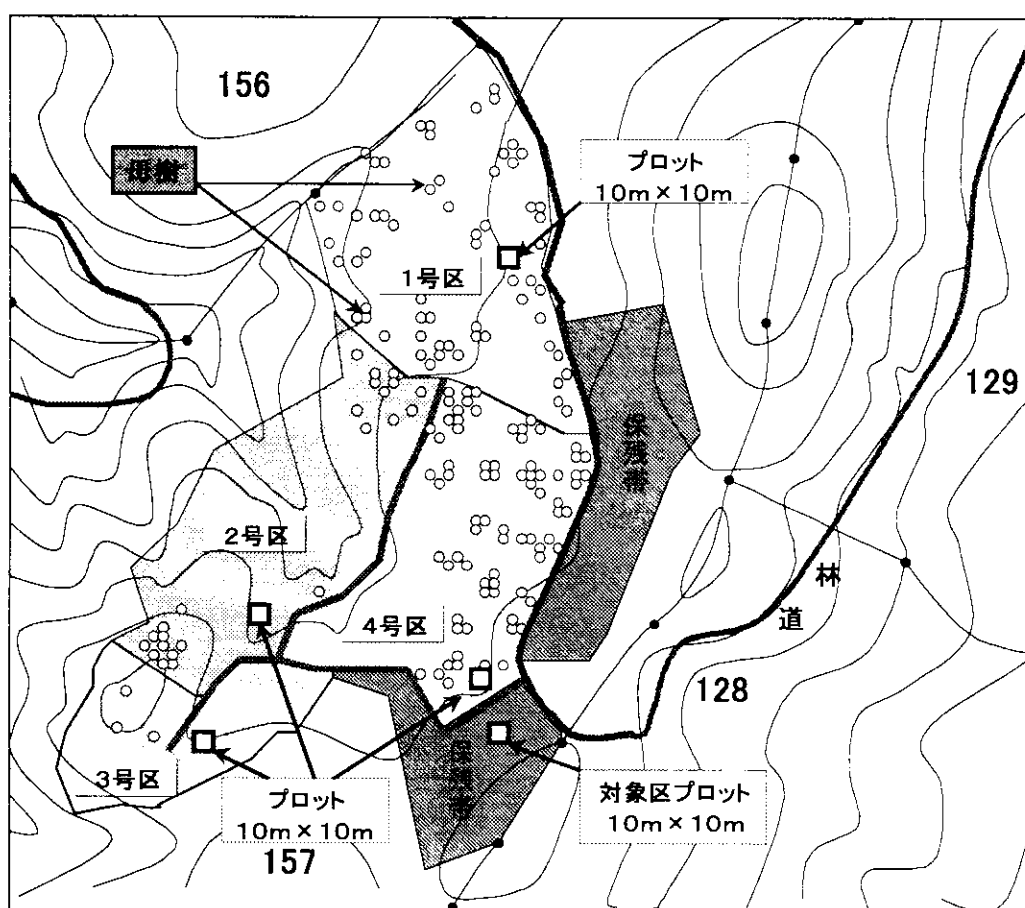 156
母樹
プロット
10m×10m
1号区
129
保残帯
2号区
林
道
4号区
128
3号区
保残帯
プロット
10m×10m
対象区プロット
10m×10m
157